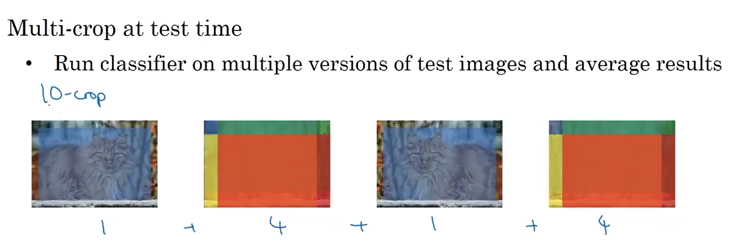 Multi-crop at test time
• Run classifier on multiple versions of test images and average results
10-crop
1 + 4 + 1 + 4